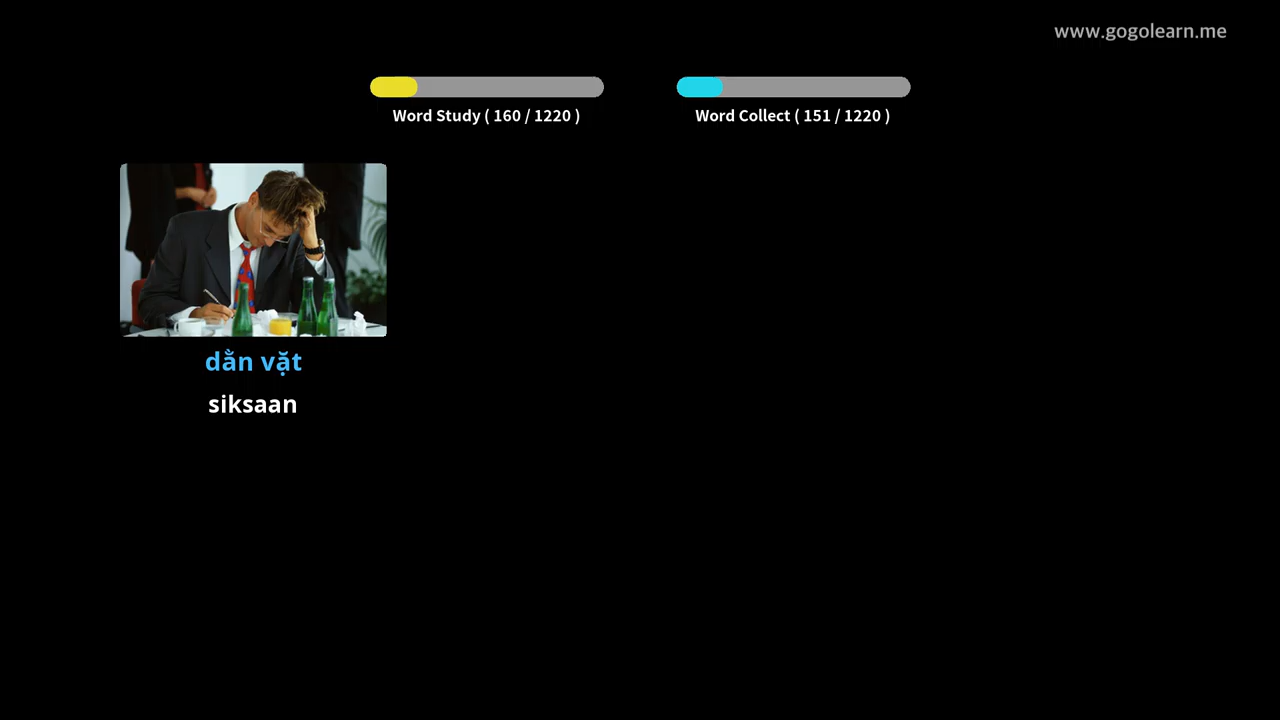 www.gogolearn.me
Word Study ( 160 / 1220 )
Word Collect ( 151 / 1220 )
dằn vặt
siksaan